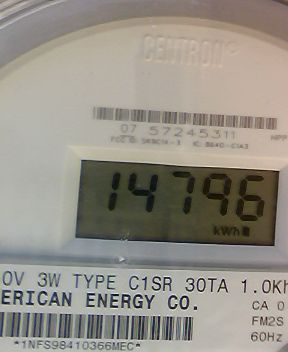 CENTRON®
07 57245311
14796
kWh
0V 3W TYPE C1SR 30TA 1.0Kh
ERICAN ENERGY CO.
CA 0
FM2S
60Hz
*1NFS98410366MEC*